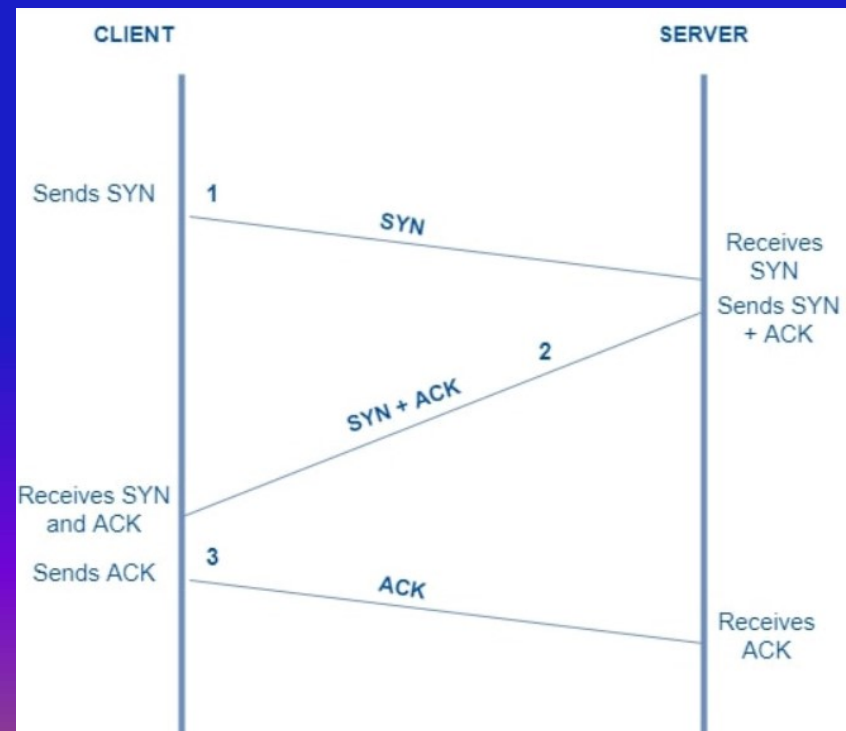 CLIENT
SERVER
Sends SYN
1
SYN
Receives
SYN
Sends SYN
+ ACK
2
SYN + ACK
Receives SYN
and ACK
3
Sends ACK
ACK
Receives
ACK